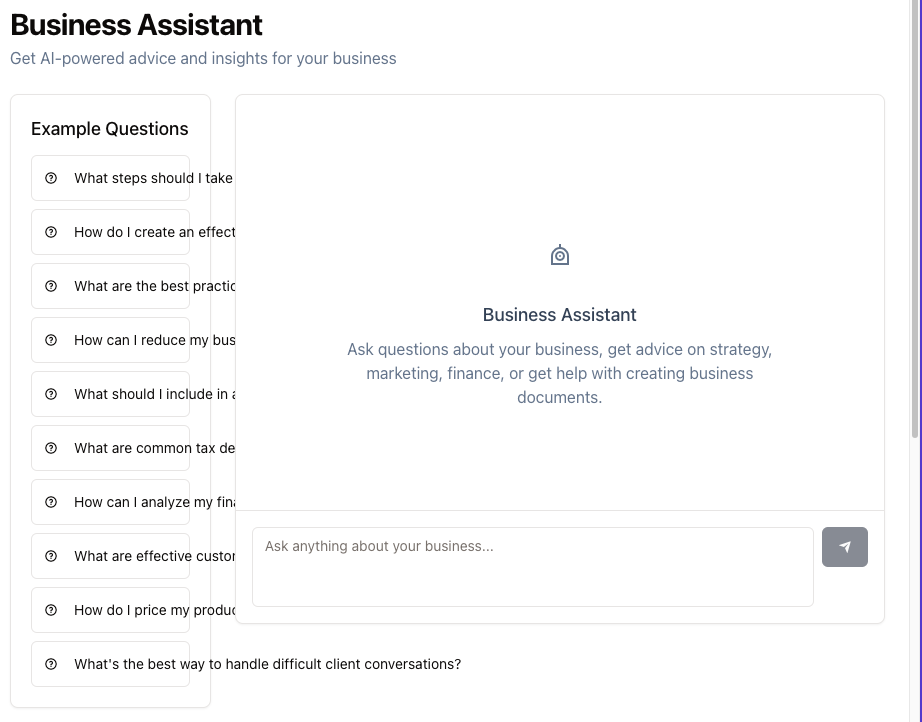 Business Assistant
Get AI-powered advice and insights for your business
Example Questions
What steps should I take
How do I create an effect
What are the best practic
How can I reduce my bus
What should I include in a
What are common tax de
How can I analyze my fina
What are effective custor
How do I price my produc
What's the best way to handle difficult client conversations?
Business Assistant
Ask questions about your business, get advice on strategy,
marketing, finance, or get help with creating business
documents.
Ask anything about your business...